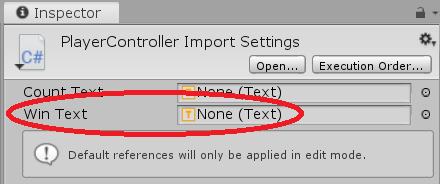 Inspector
PlayerController Import Settings
C#
Open... Execution Order...
Count Text None (Text)
Win Text T None (Text)
Default references will only be applied in edit mode.